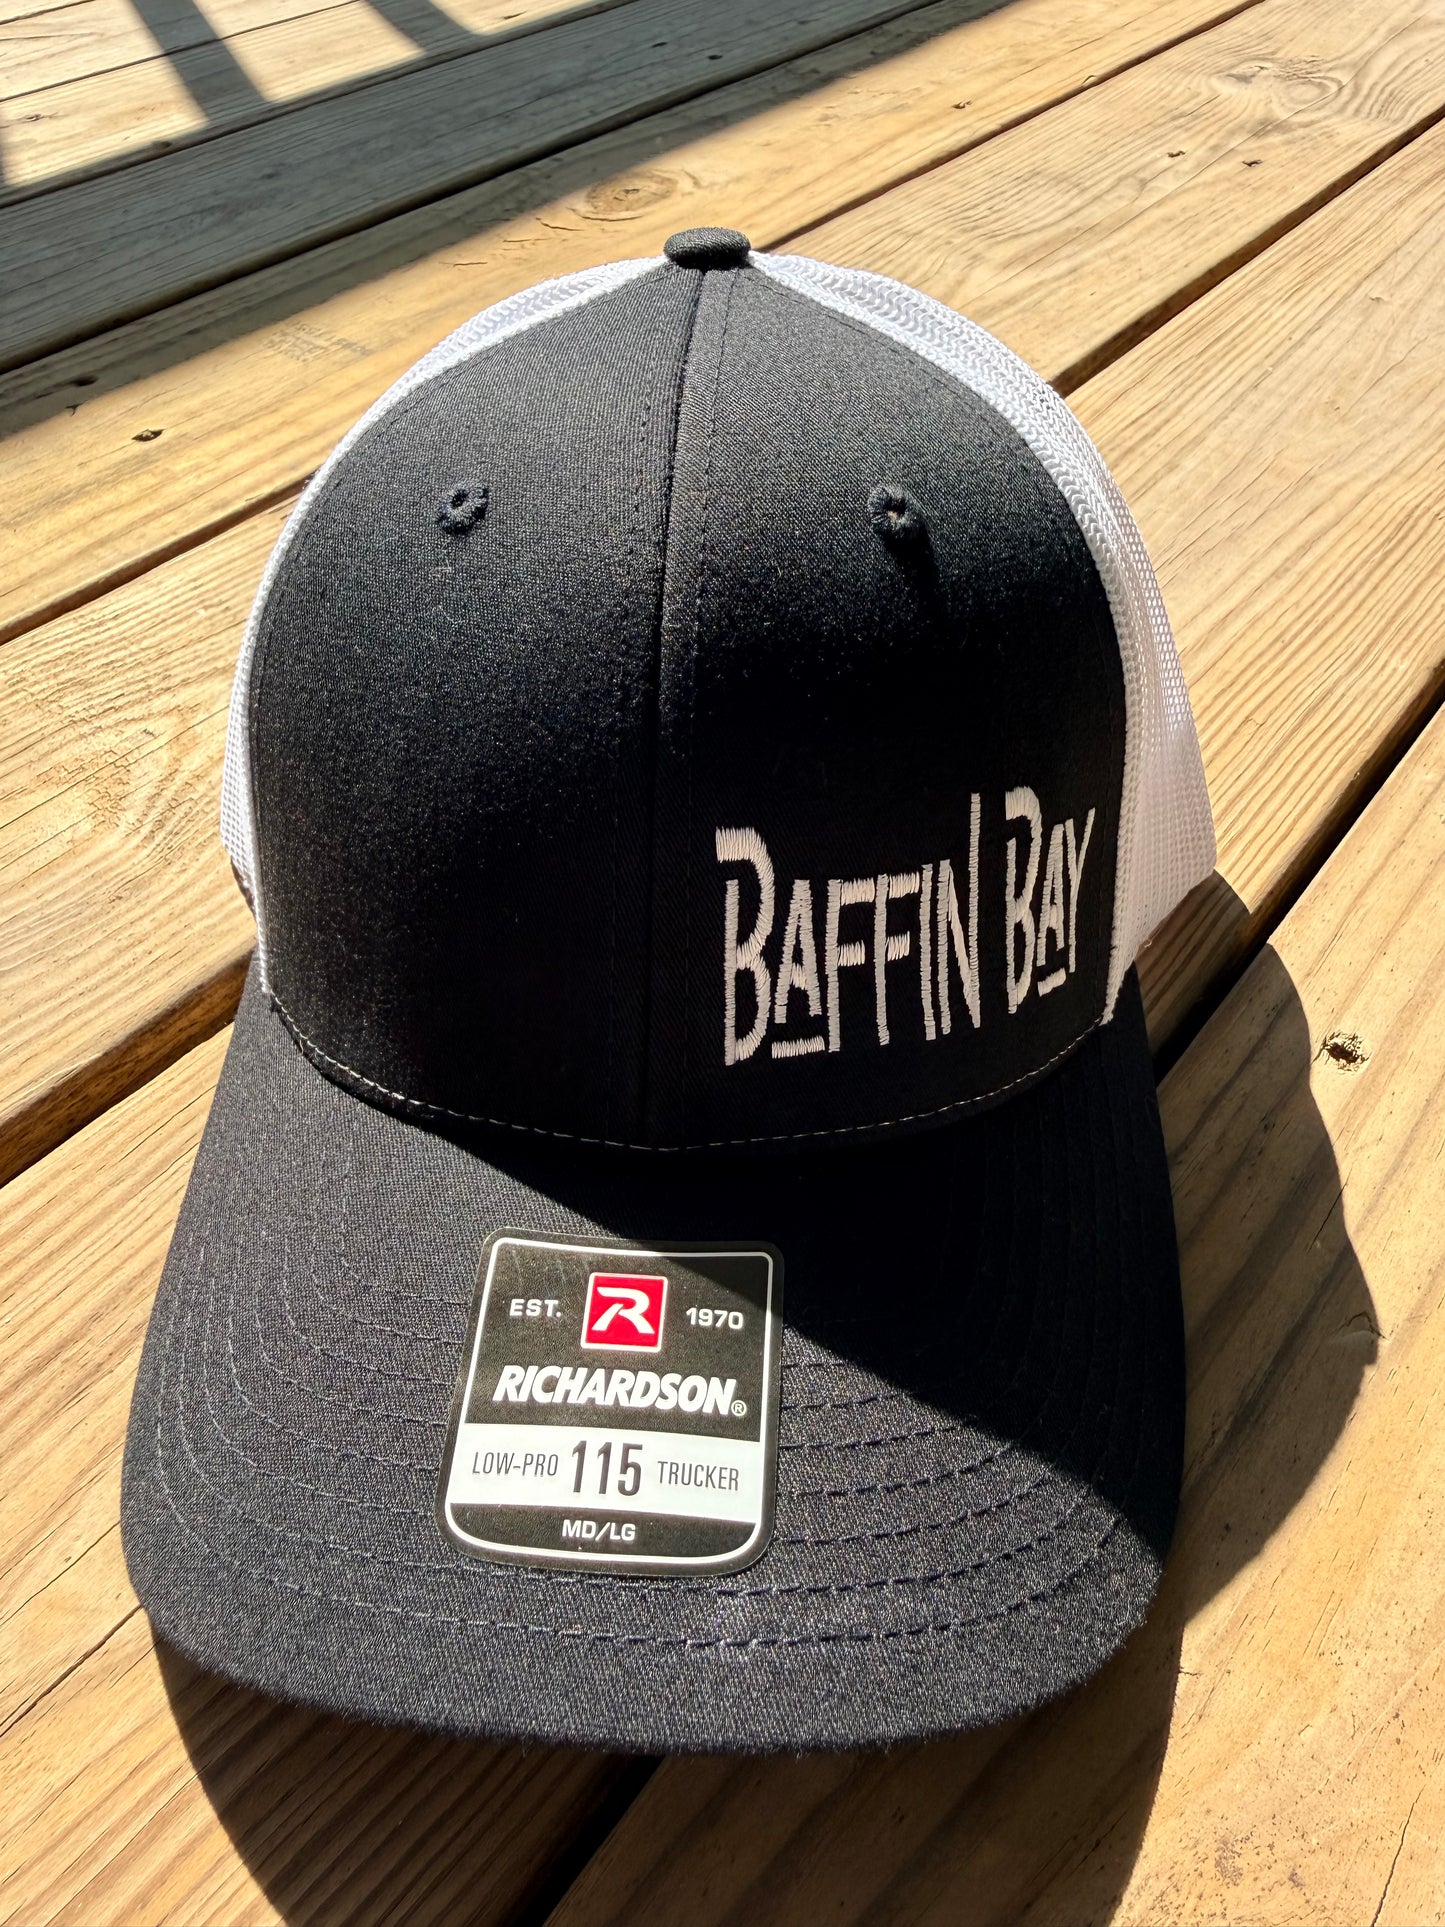 BAFFIN BAY
EST. R 1970
RICHARDSON®
LOW-PRO 115 TRUCKER
MD/LG